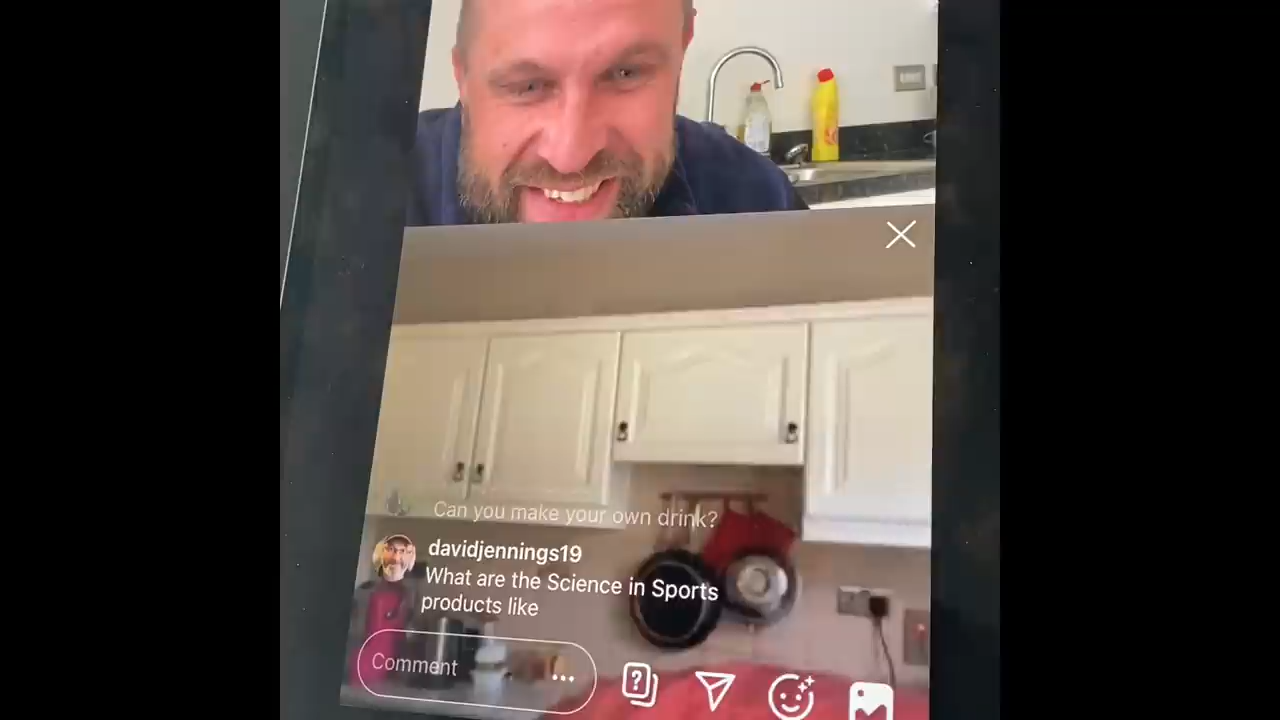 Can you make your own drink?
davidjennings19
What are the Science in Sports
products like
Comment